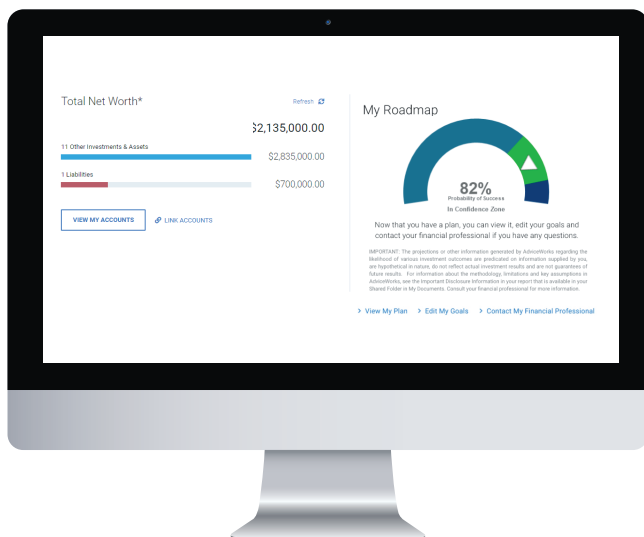 Total Net Worth*
Refresh
$2,135,000.00
11 Other Investments & Assets
$2,835,000.00
1 Liabilities
$700,000.00
VIEW MY ACCOUNTS
LINK ACCOUNTS
My Roadmap
82%
Probability of Success
In Confidence Zone
Now that you have a plan, you can view it, edit your goals and
contact your financial professional if you have any questions.
IMPORTANT: The projections or other information generated by AdviceWorks regarding the
likelihood of various investment outcomes are predicated on information supplied by you,
are hypothetical in nature, do not reflect actual investment results and are not guarantees of
future results. For information about the methodology, limitations and key assumptions in
AdviceWorks, see the Important Disclosure Information in your report that is available in your
Shared Folder in My Documents. Consult your financial professional for more information.
> View My Plan > Edit My Goals > Contact My Financial Professional